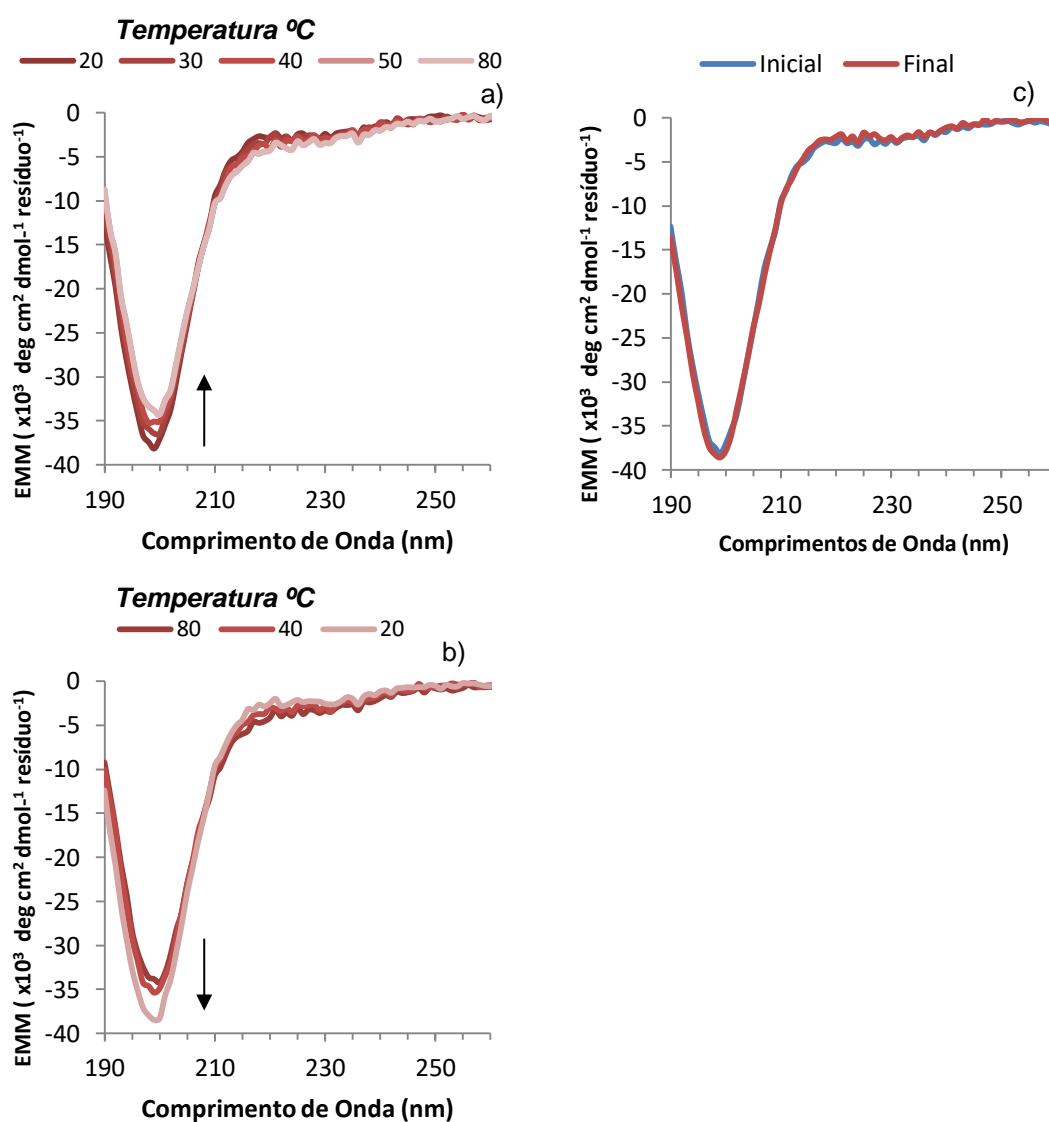 Temperatura ºC
20 30 40 50 80
a)
0
-5
-10
-15
-20
-25
-30
-35
-40
190 210 230 250
EMM ( x10³ deg cm² dmol-¹ resíduo⁻¹)
Comprimento de Onda (nm)
Inicial Final
c)
0
-5
-10
-15
-20
-25
-30
-35
-40
190 210 230 250
EMM ( x10³ deg cm² dmol-¹ resíduo⁻¹)
Comprimentos de Onda (nm)
Temperatura ºC
80 40 20
b)
0
-5
-10
-15
-20
-25
-30
-35
-40
190 210 230 250
EMM ( x10³ deg cm² dmol-¹ resíduo⁻¹)
Comprimento de Onda (nm)